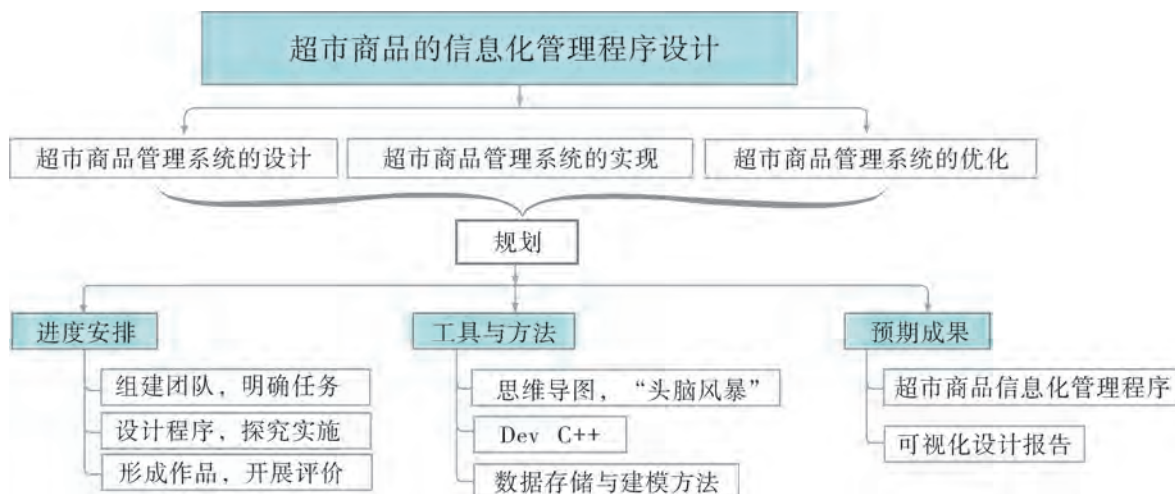 超市商品的信息化管理程序设计
超市商品管理系统的设计
超市商品管理系统的实现
超市商品管理系统的优化
规划
进度安排
组建团队，明确任务
设计程序，探究实施
形成作品，开展评价
工具与方法
思维导图，“头脑风暴”
Dev C++
数据存储与建模方法
预期成果
超市商品信息化管理程序
可视化设计报告